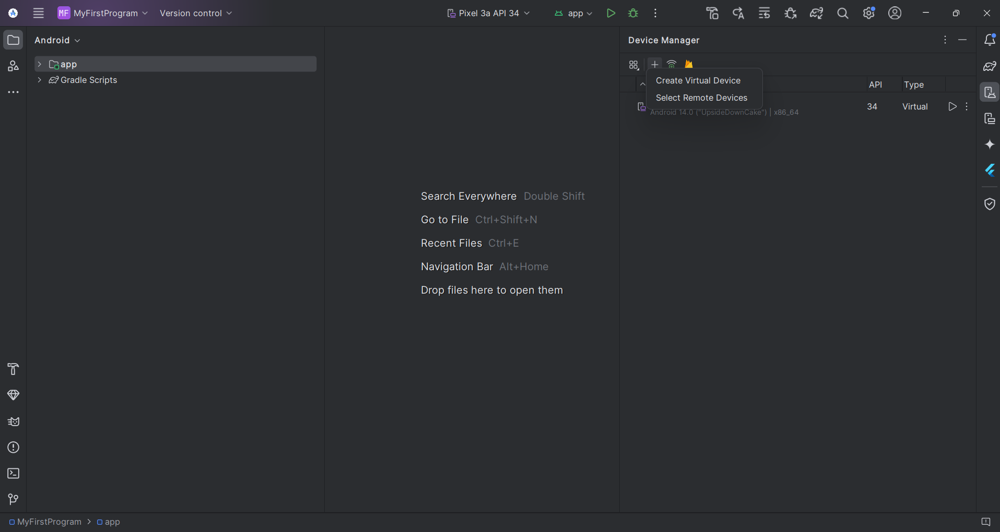 MF MyFirstProgram Version control Pixel 3a API 34 app
Android
app
Gradle Scripts
Search Everywhere Double Shift
Go to File Ctrl+Shift+N
Recent Files Ctrl+E
Navigation Bar Alt+Home
Drop files here to open them
Device Manager
Create Virtual Device
Select Remote Devices
API Type
Android 14.0 ("UpsideDownCake") | x86_64
34 Virtual
MyFirstProgram > app